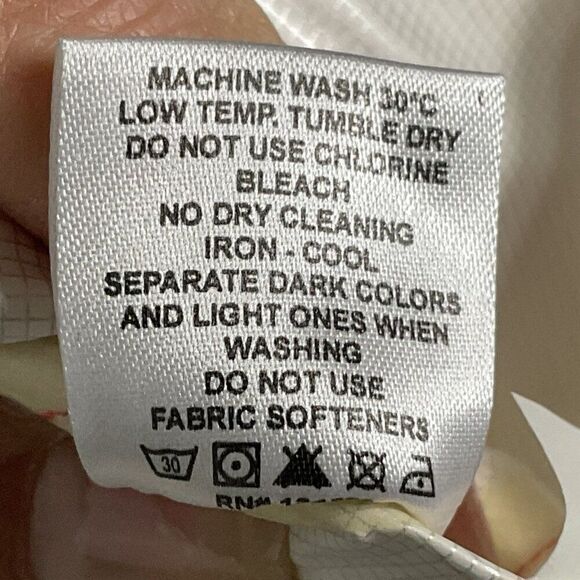 MACHINE WASH 30°C
LOW TEMP. TUMBLE DRY
DO NOT USE CHLORINE
BLEACH
NO DRY CLEANING
IRON - COOL
SEPARATE DARK COLORS
AND LIGHT ONES WHEN
WASHING
DO NOT USE
FABRIC SOFTENERS
30
RN#